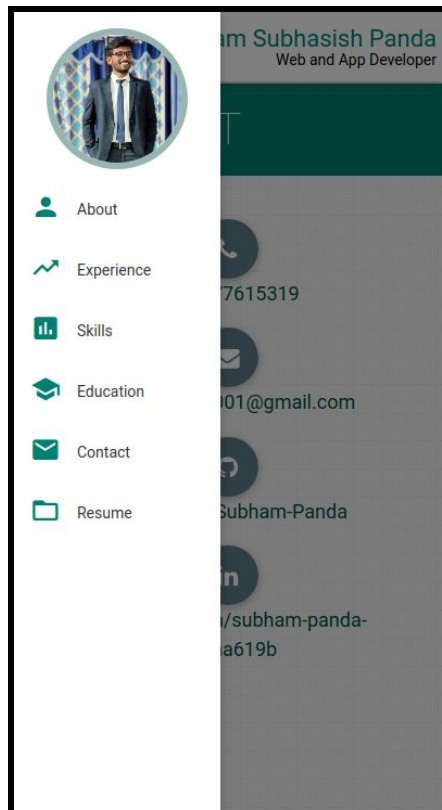 am Subhasish Panda
Web and App Developer
T
About
Experience
Skills
Education
Contact
Resume
77615319
001@gmail.com
Subham-Panda
in
/subham-panda-
a619b